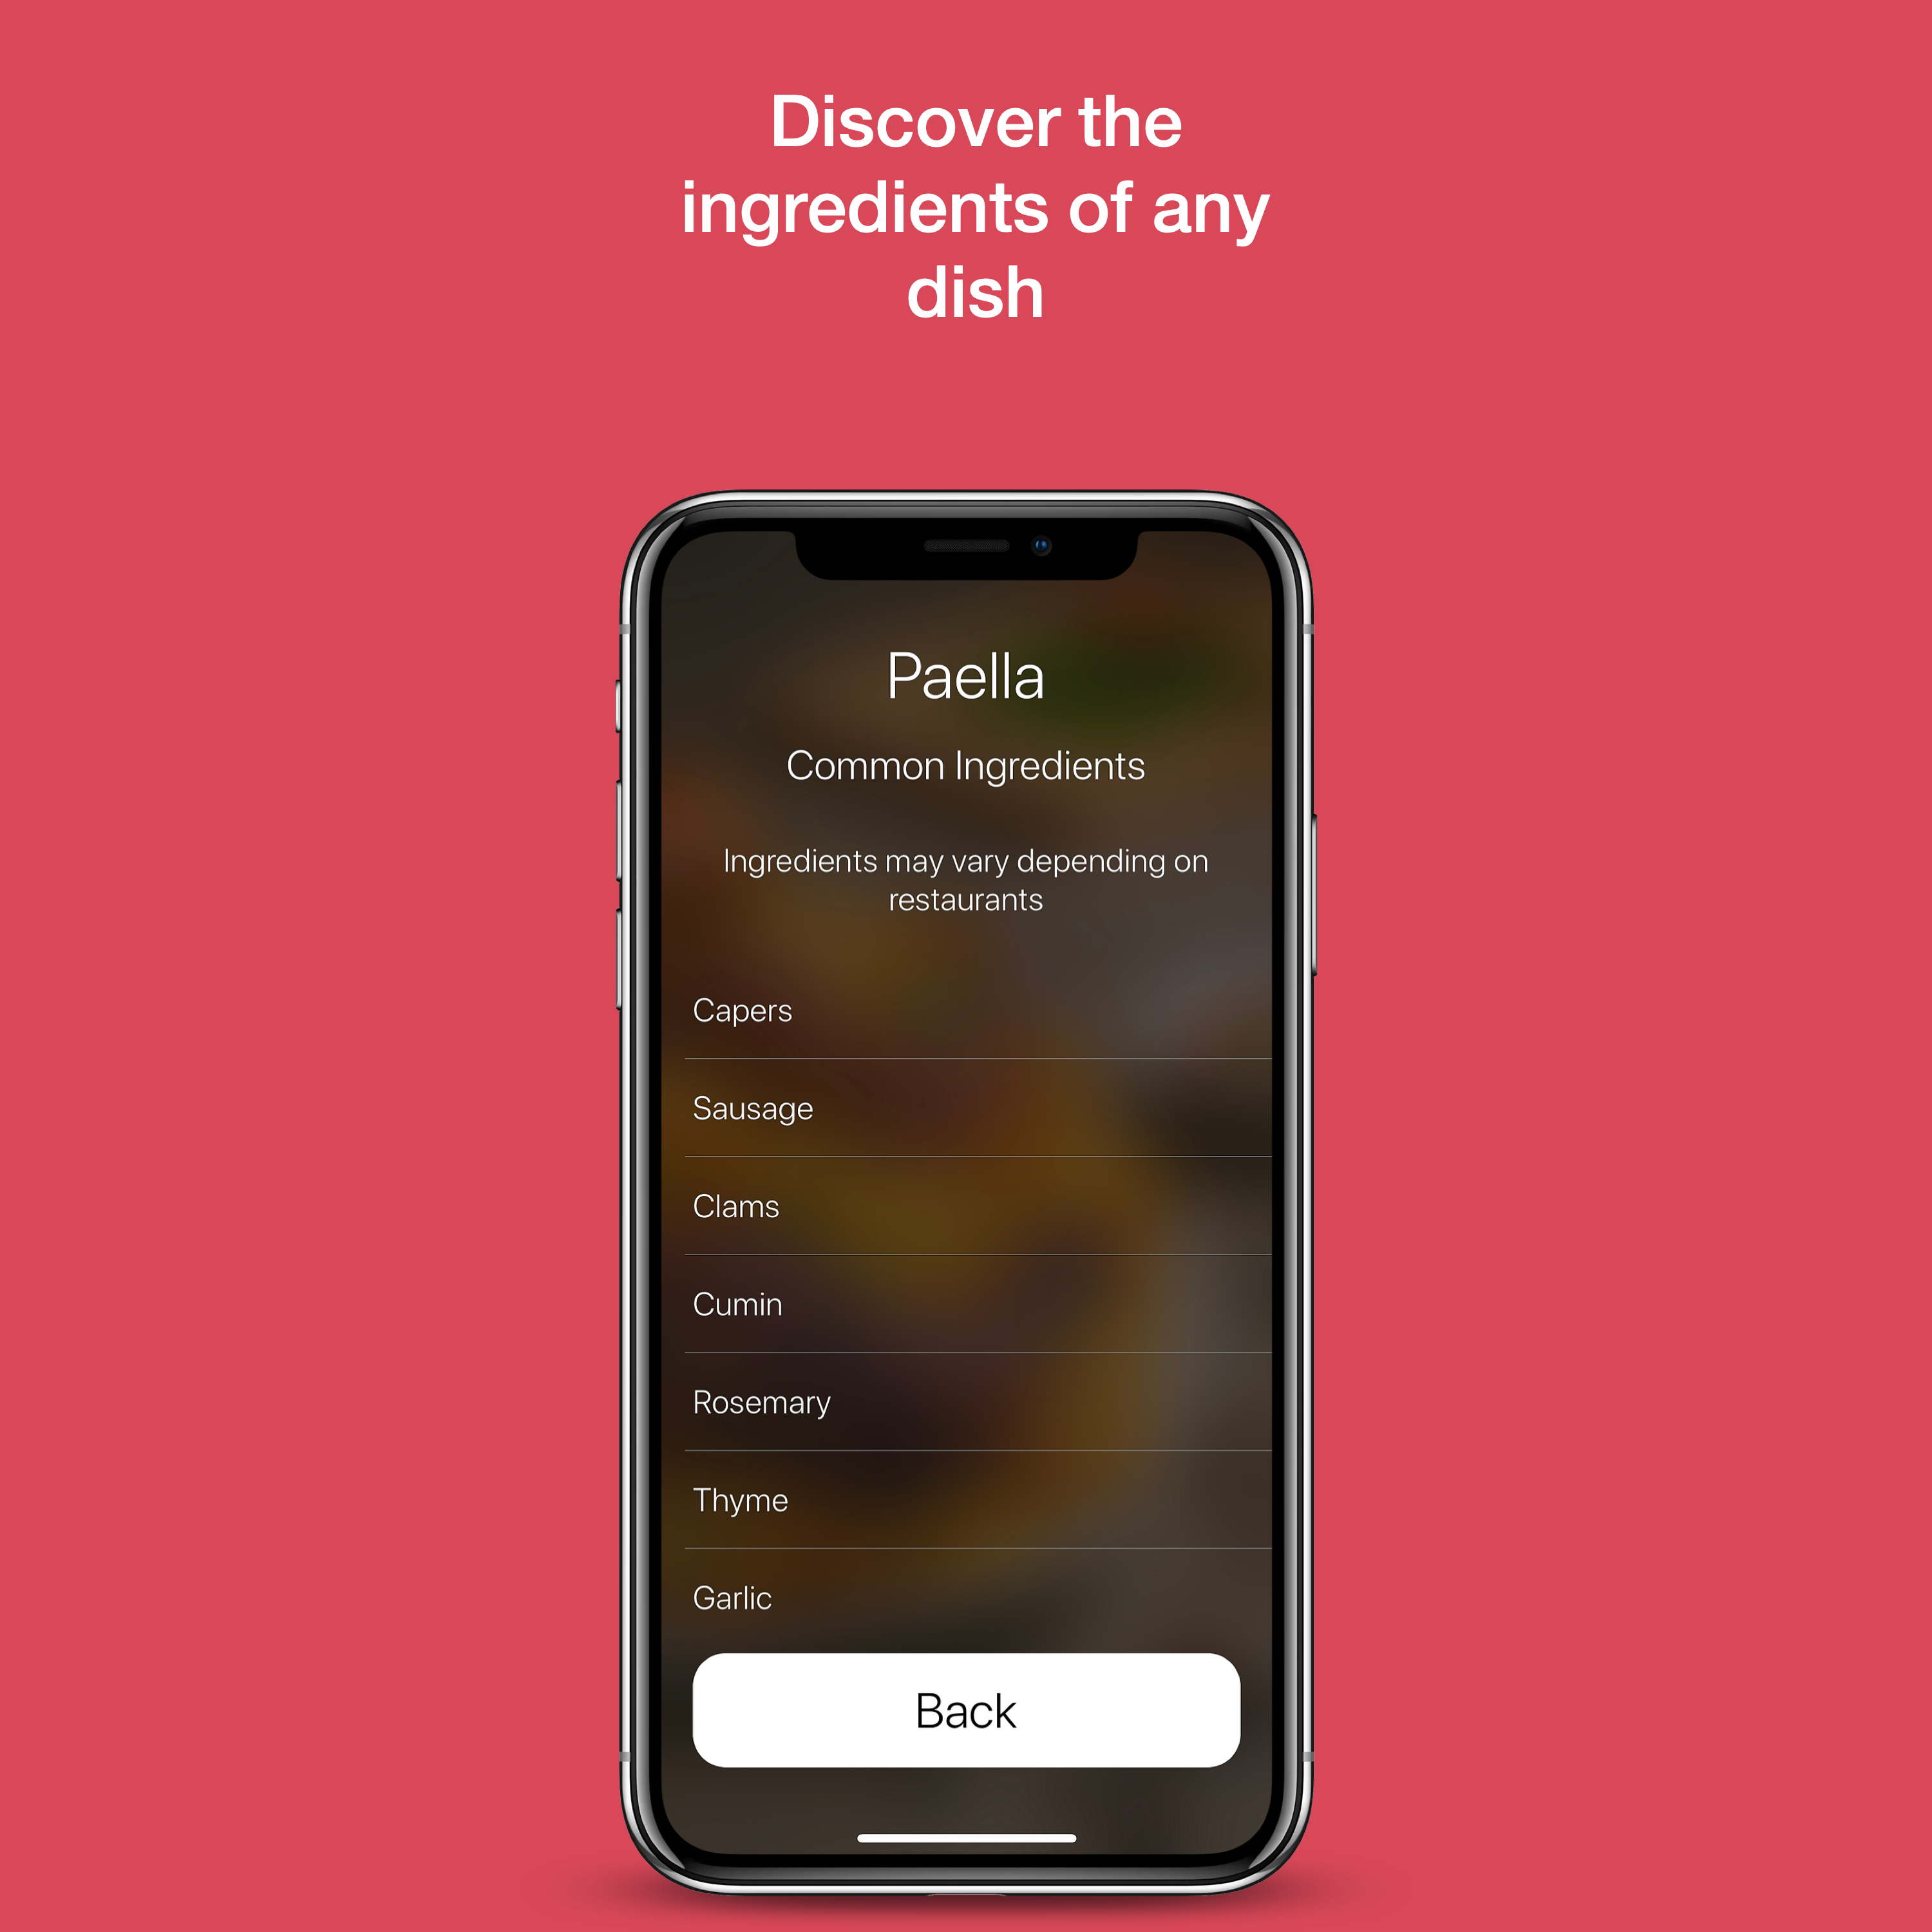 Discover the
ingredients of any
dish
Paella
Common Ingredients
Ingredients may vary depending on
restaurants
Capers
Sausage
Clams
Cumin
Rosemary
Thyme
Garlic
Back